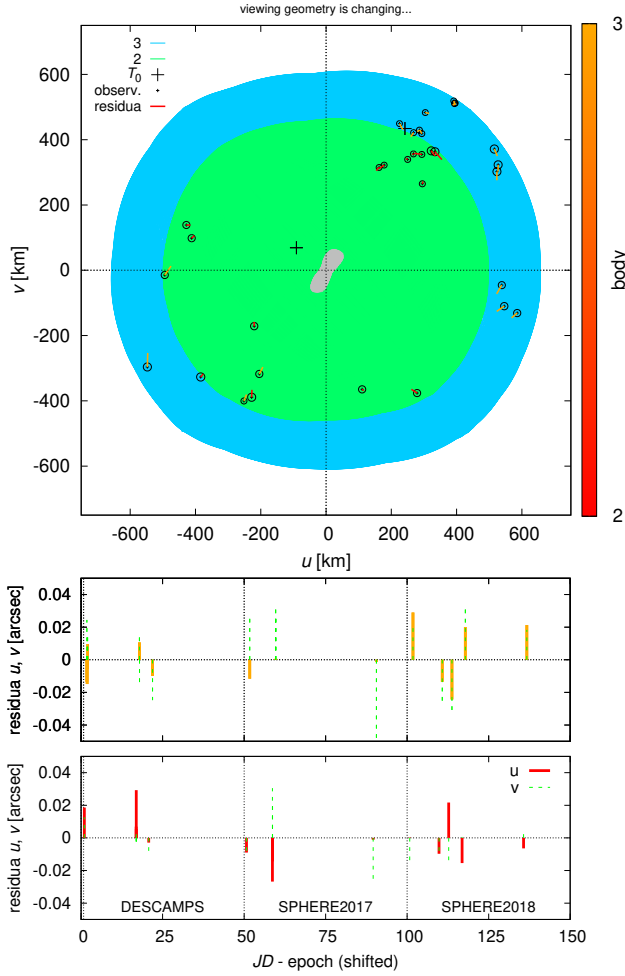 viewing geometry is changing...
3
2
T0
observ.
residua
600
400
200
0
-200
-400
-600
v [km]
-600 -400 -200 0 200 400 600
u [km]
3
body
2
0.04
0.02
0
-0.02
-0.04
residua u, v [arcsec]
0.04
0.02
0
-0.02
-0.04
residua u, v [arcsec]
u
v
DESCAMPS SPHERE2017 SPHERE2018
0 25 50 75 100 125 150
JD - epoch (shifted)